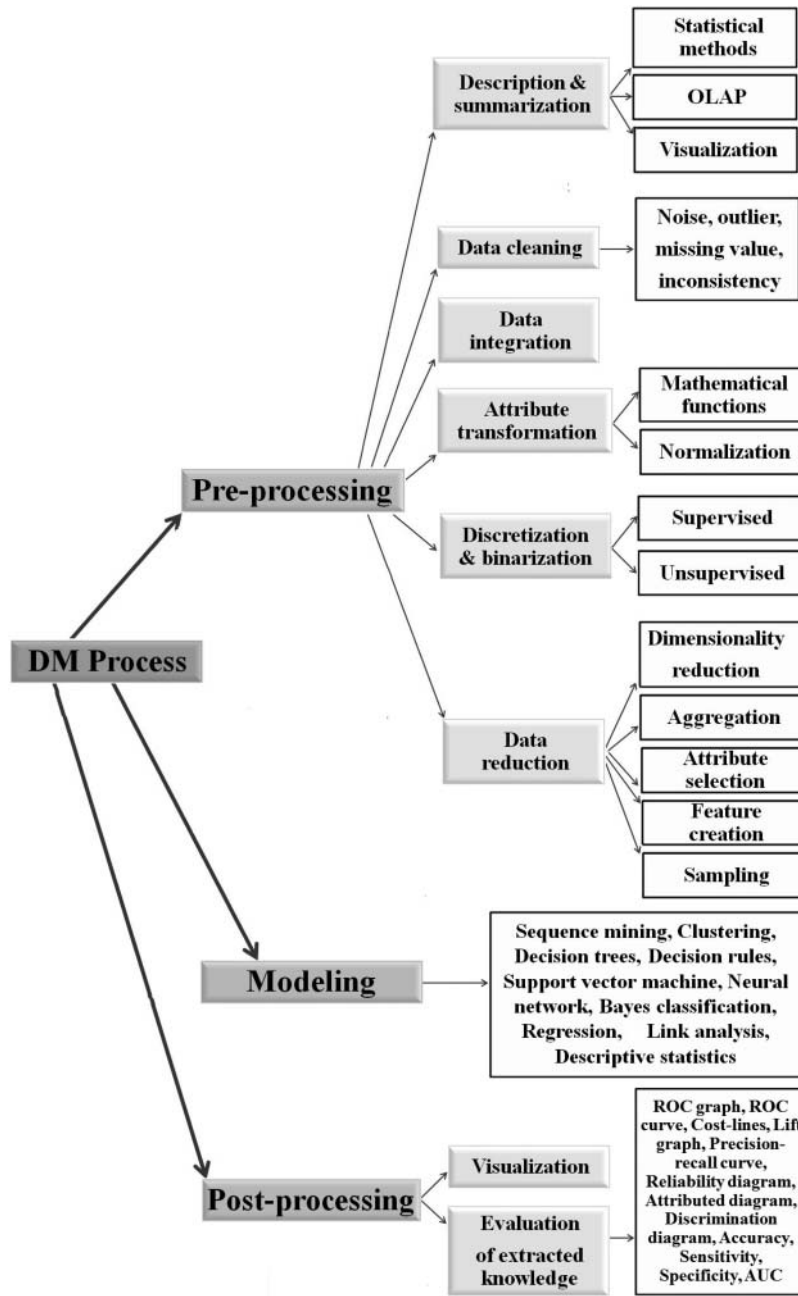 Statistical
methods
Description &
summarization
OLAP
Visualization
Noise, outlier,
missing value,
inconsistency
Data cleaning
Data
integration
Attribute
transformation
Mathematical
functions
Normalization
Pre-processing
Discretization
& binarization
Supervised
Unsupervised
DM Process
Dimensionality
reduction
Aggregation
Data
reduction
Attribute
selection
Feature
creation
Sampling
Modeling
Sequence mining, Clustering,
Decision trees, Decision rules,
Support vector machine, Neural
network, Bayes classification,
Regression, Link analysis,
Descriptive statistics
Post-processing
Visualization
Evaluation
of extracted
knowledge
ROC graph, ROC
curve, Cost-lines, Lift
graph, Precision-
recall curve,
Reliability diagram,
Attributed diagram,
Discrimination
diagram, Accuracy,
Sensitivity,
Specificity, AUC